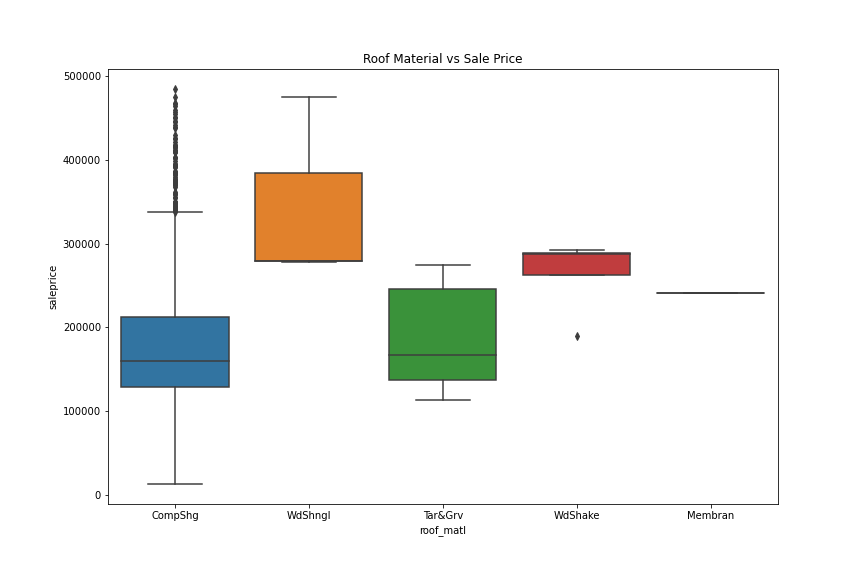 Roof Material vs Sale Price
500000
400000
300000
200000
100000
0
saleprice
CompShg WdShngl Tar&Grv WdShake Membran
roof_matl